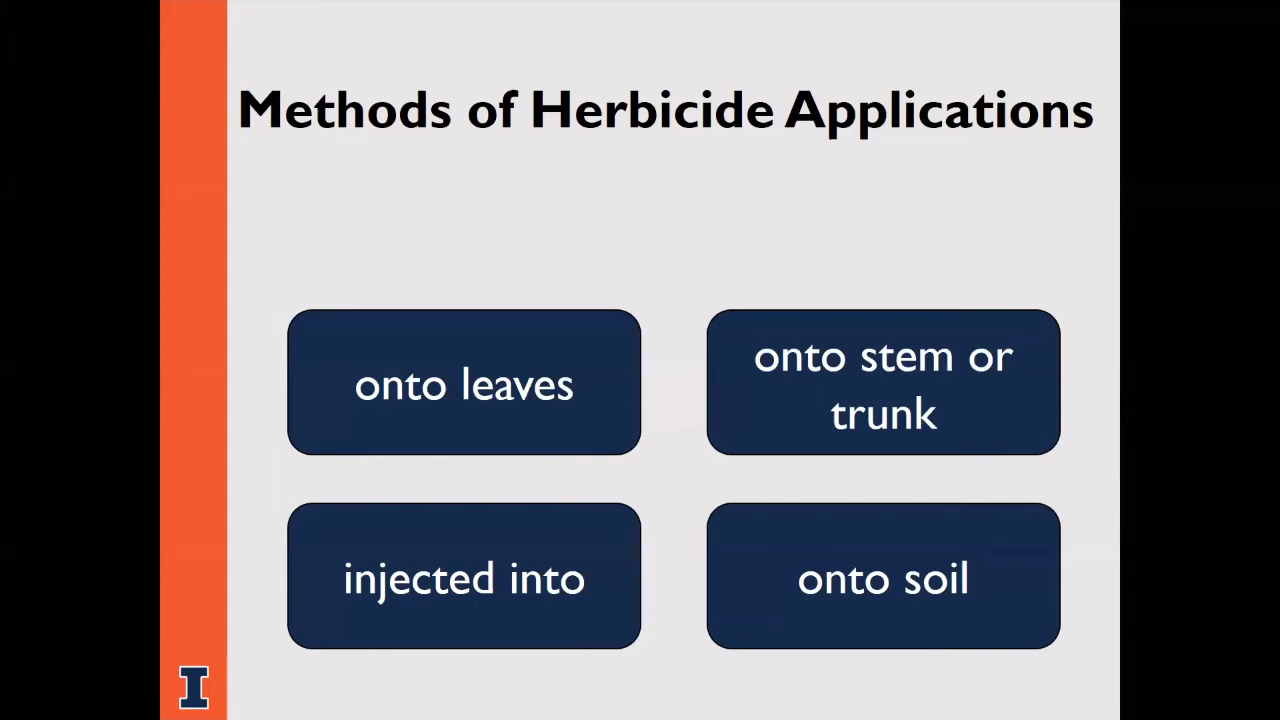 Methods of Herbicide Applications
onto leaves
onto stem or
trunk
injected into
onto soil
I